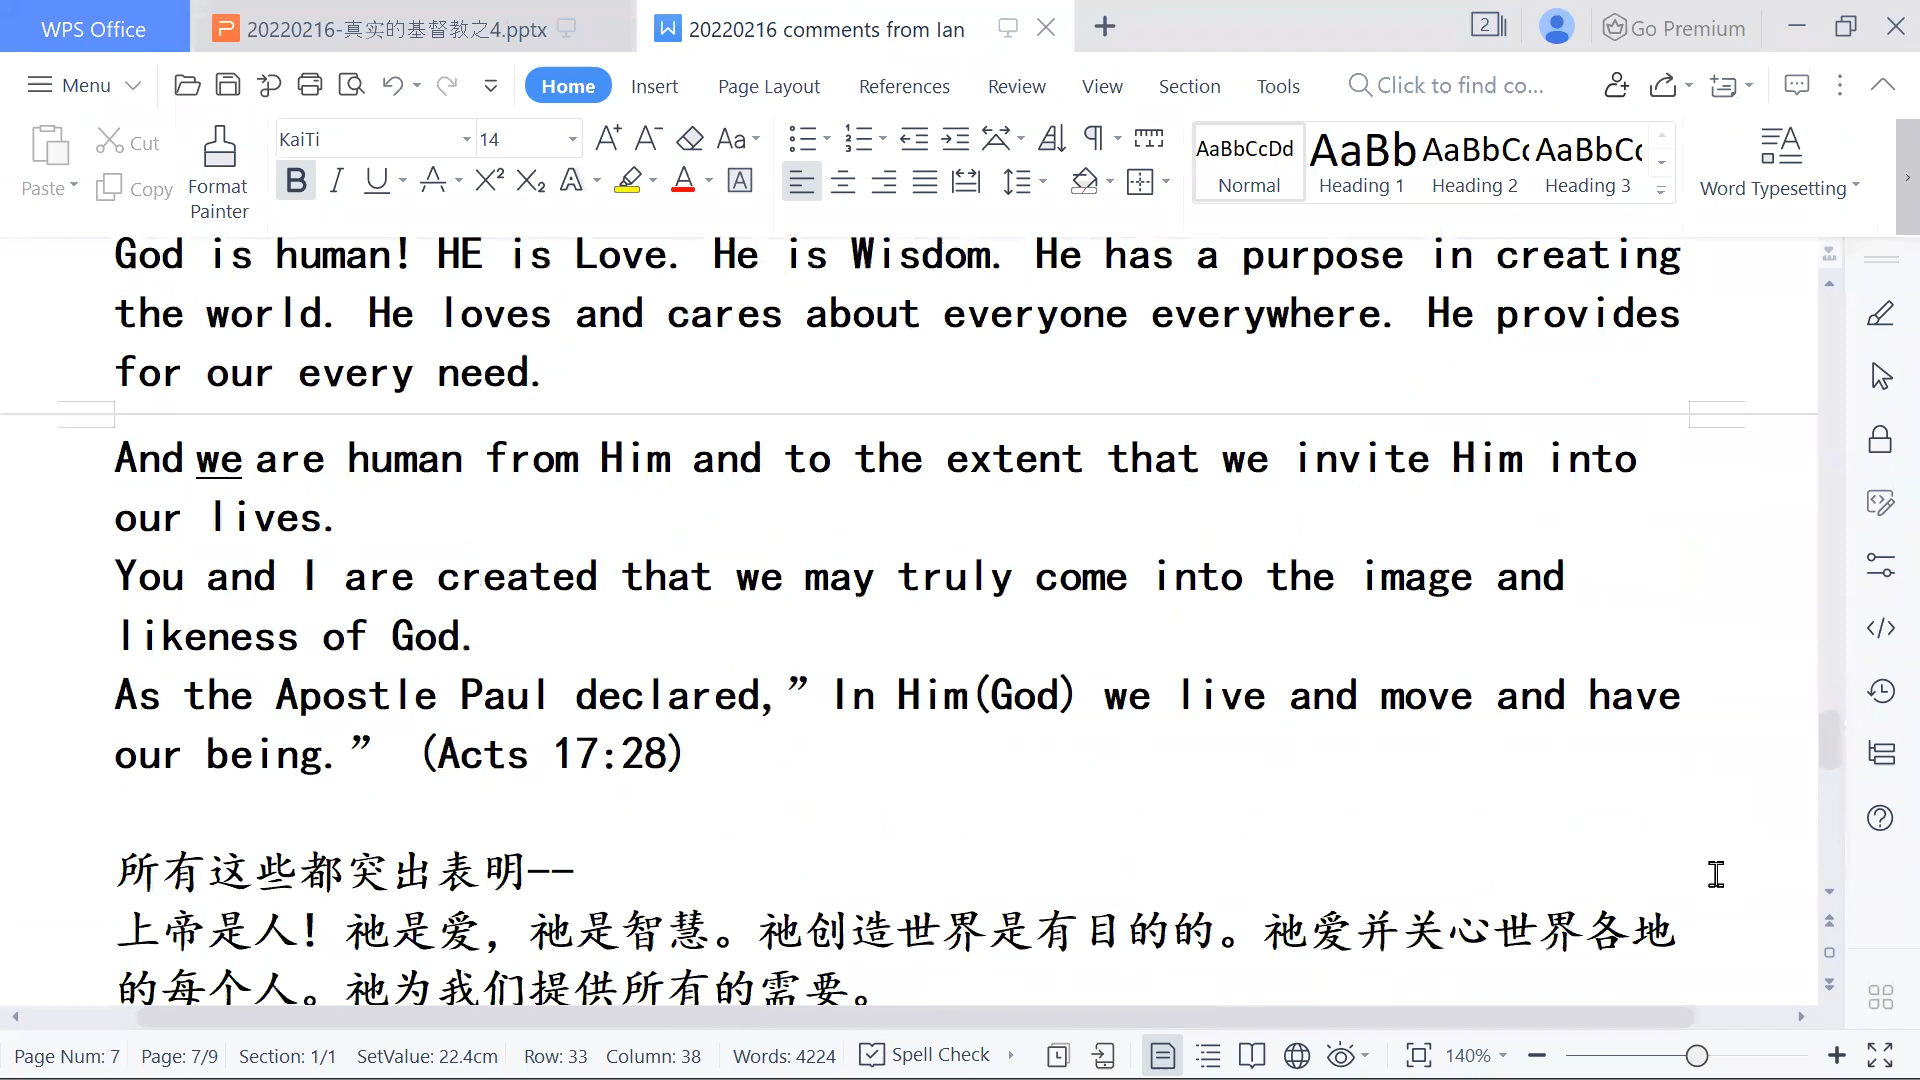 WPS Office
20220216-真实的基督教之4.pptx
20220216 comments from Ian
2
Go Premium
Menu
Home
Insert
Page Layout
References
Review
View
Section
Tools
Click to find co...
Paste
Cut
Copy
Format Painter
KaiTi
14
AaBbCcDd
Normal
AaBb
Heading 1
AaBbCc
Heading 2
AaBbCc
Heading 3
Word Typesetting
God is human! HE is Love. He is Wisdom. He has a purpose in creating
the world. He loves and cares about everyone everywhere. He provides
for our every need.
And we are human from Him and to the extent that we invite Him into
our lives.
You and I are created that we may truly come into the image and
likeness of God.
As the Apostle Paul declared,” In Him(God) we live and move and have
our being.” (Acts 17:28)
所有这些都突出表明--
上帝是人！祂是爱，祂是智慧。祂创造世界是有目的的。祂爱并关心世界各地
的每个人。祂为我们提供所有的需要。
Page Num: 7
Page: 7/9
Section: 1/1
SetValue: 22.4cm
Row: 33
Column: 38
Words: 4224
Spell Check
140%